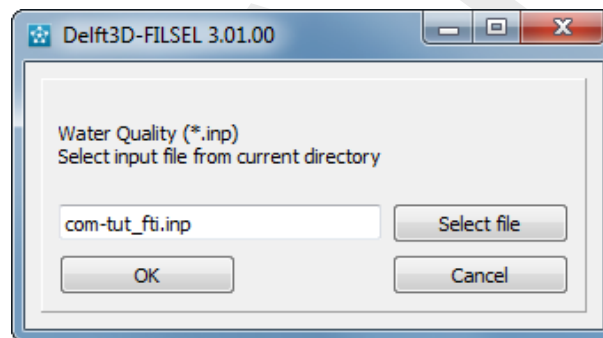 Delft3D-FILSEL 3.01.00
Water Quality (*.inp)
Select input file from current directory
com-tut_fti.inp
Select file
OK
Cancel